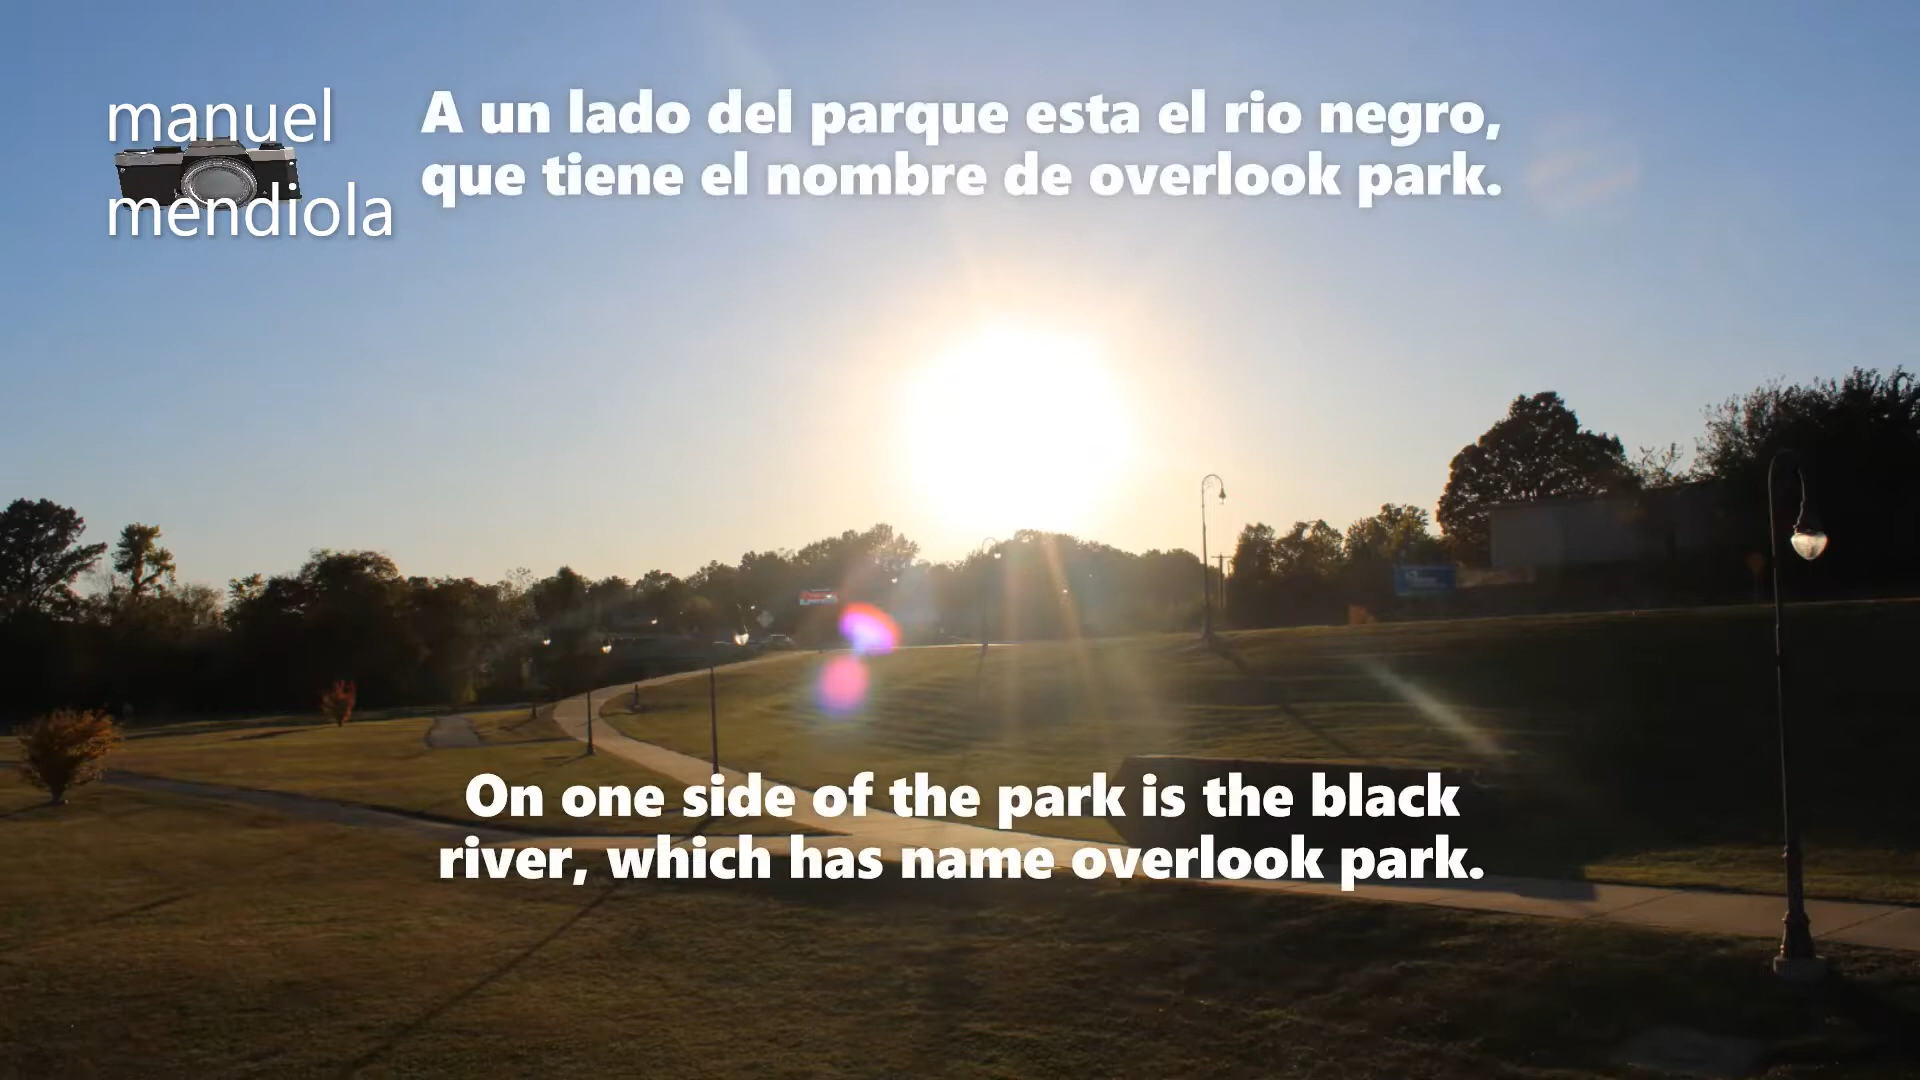 manuel
mendiola
A un lado del parque esta el rio negro,
que tiene el nombre de overlook park.
On one side of the park is the black
river, which has name overlook park.